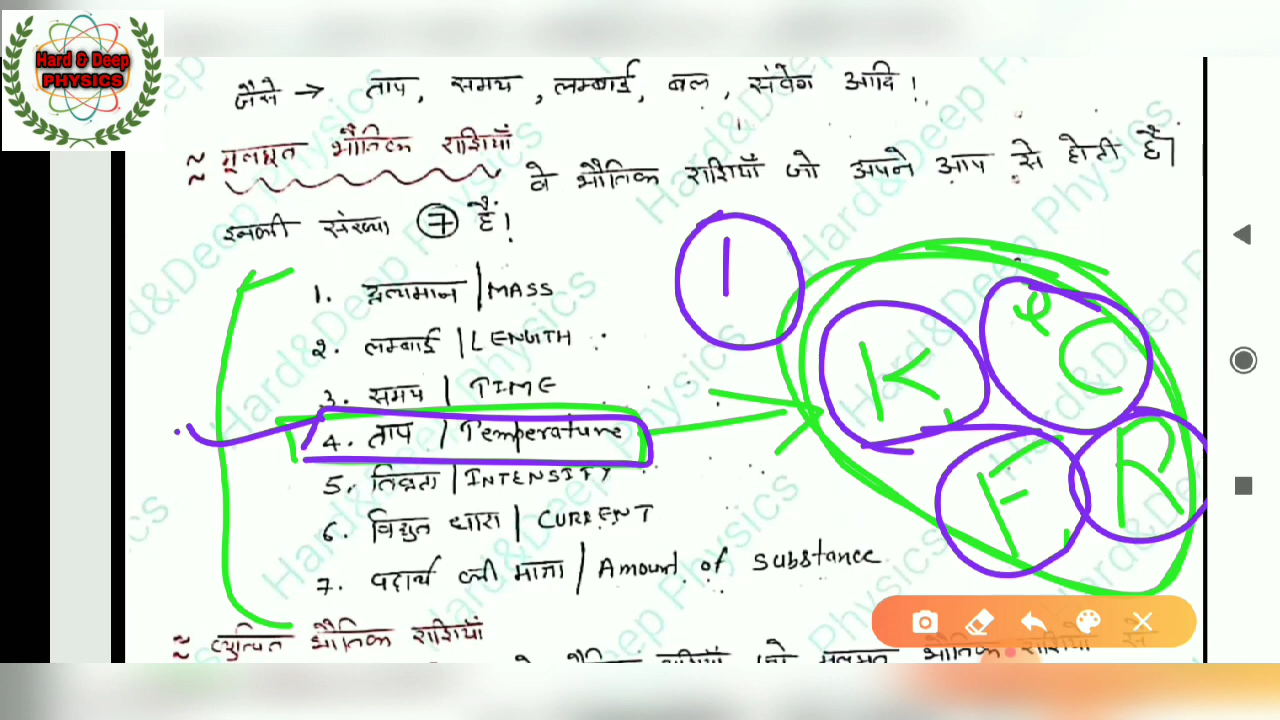 Hard & Deep
PHYSICS
जैसे → ताप, समय, लम्बाई, बल, संवेग आदि।
मूलभूत भौतिक राशियाँ
वे भौतिक राशियाँ जो अपने आप से होती हैं।
इनकी संख्या 7 हैं।
1. द्रव्यमान | MASS
2. लम्बाई | LENGTH
3. समय | TIME
4. ताप | Temperature
5. तिव्रता | INTENSITY
6. विद्युत धारा | CURRENT
7. पदार्थ की मात्रा | Amount of substance
1
K, °C
F, R
व्युत्पित भौतिक राशियाँ